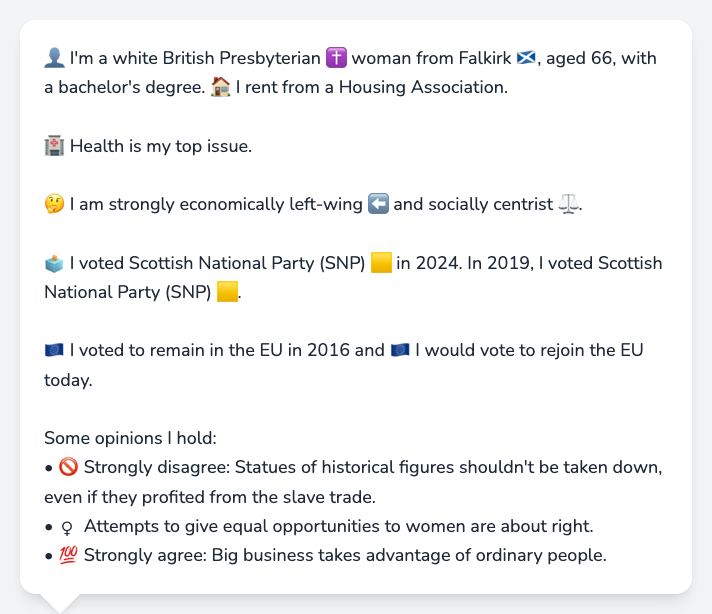 👤 I'm a white British Presbyterian ✝️ woman from Falkirk 🏴󠁧󠁢󠁳󠁣󠁴󠁿, aged 66, with
a bachelor's degree. 🏠 I rent from a Housing Association.
🏥 Health is my top issue.
🤔 I am strongly economically left-wing ⬅️ and socially centrist ⚖️.
🗳️ I voted Scottish National Party (SNP) 🟨 in 2024. In 2019, I voted Scottish
National Party (SNP) 🟨.
🇪🇺 I voted to remain in the EU in 2016 and 🇪🇺 I would vote to rejoin the EU
today.
Some opinions I hold:
• 🚫 Strongly disagree: Statues of historical figures shouldn't be taken down,
even if they profited from the slave trade.
• ♀ Attempts to give equal opportunities to women are about right.
• 💯 Strongly agree: Big business takes advantage of ordinary people.